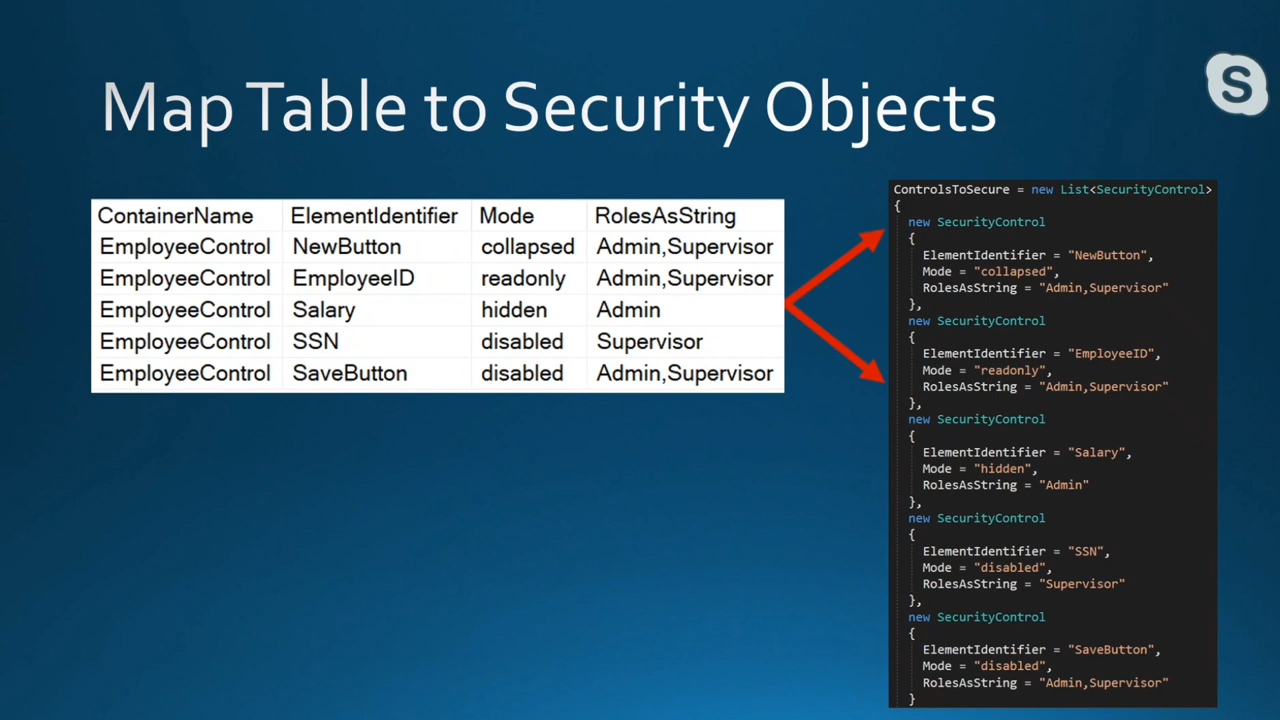 Map Table to Security Objects
S
ContainerName ElementIdentifier Mode RolesAsString
EmployeeControl NewButton collapsed Admin,Supervisor
EmployeeControl EmployeeID readonly Admin,Supervisor
EmployeeControl Salary hidden Admin
EmployeeControl SSN disabled Supervisor
EmployeeControl SaveButton disabled Admin,Supervisor
ControlsToSecure = new List<SecurityControl>
{
new SecurityControl
{
ElementIdentifier = "NewButton",
Mode = "collapsed",
RolesAsString = "Admin,Supervisor"
},
new SecurityControl
{
ElementIdentifier = "EmployeeID",
Mode = "readonly",
RolesAsString = "Admin,Supervisor"
},
new SecurityControl
{
ElementIdentifier = "Salary",
Mode = "hidden",
RolesAsString = "Admin"
},
new SecurityControl
{
ElementIdentifier = "SSN",
Mode = "disabled",
RolesAsString = "Supervisor"
},
new SecurityControl
{
ElementIdentifier = "SaveButton",
Mode = "disabled",
RolesAsString = "Admin,Supervisor"
}